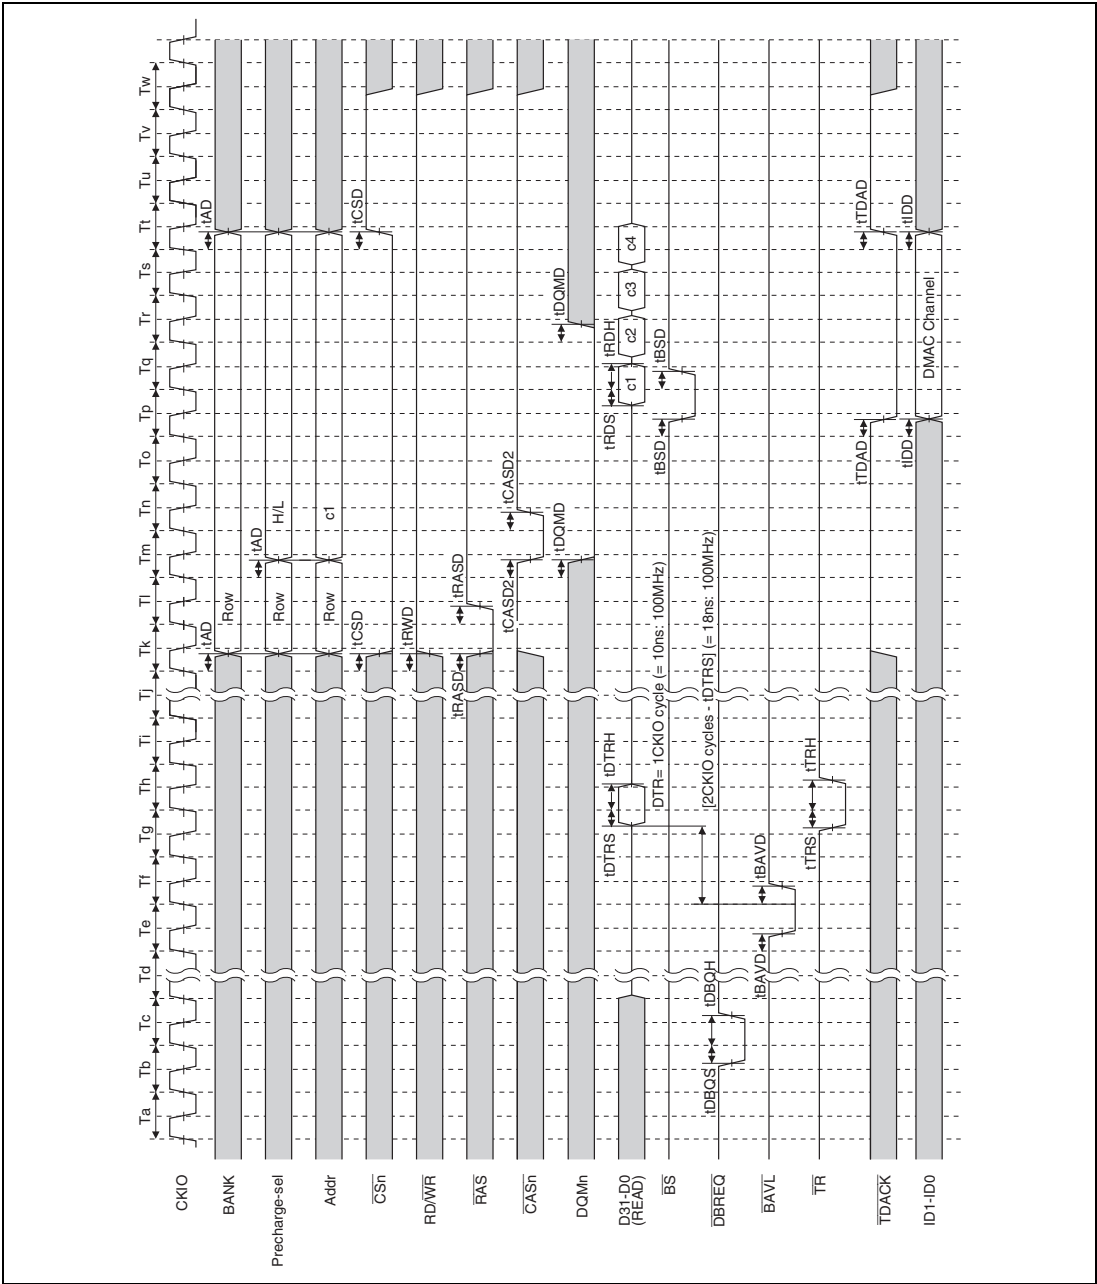 Ta Tb Tc Td Te Tf Tg Th Ti Tj Tk Tl Tm Tn To Tp Tq Tr Ts Tt Tu Tv Tw
CKIO
tAD tAD
BANK Row
tAD
Precharge-sel Row H/L
Addr Row c1
tCSD tCSD
CSn
tRWD
RD/WR
tRASD tRASD
RAS
tCASD2 tCASD2
CASn
tDQMD tDQMD
DQMn
tDTRS tDTRH tRDS tRDH
D31-D0
(READ) c1 c2 c3 c4
DTR= 1CKIO cycle (= 10ns: 100MHz)
tBSD tBSD
BS
[2CKIO cycles - tDTRS] (= 18ns: 100MHz)
tDBQS tDBQH
DBREQ
tBAVD tBAVD
BAVL
tTRS tTRH
TR
tTDAD tTDAD
TDACK
tIDD tIDD
ID1-ID0 DMAC Channel